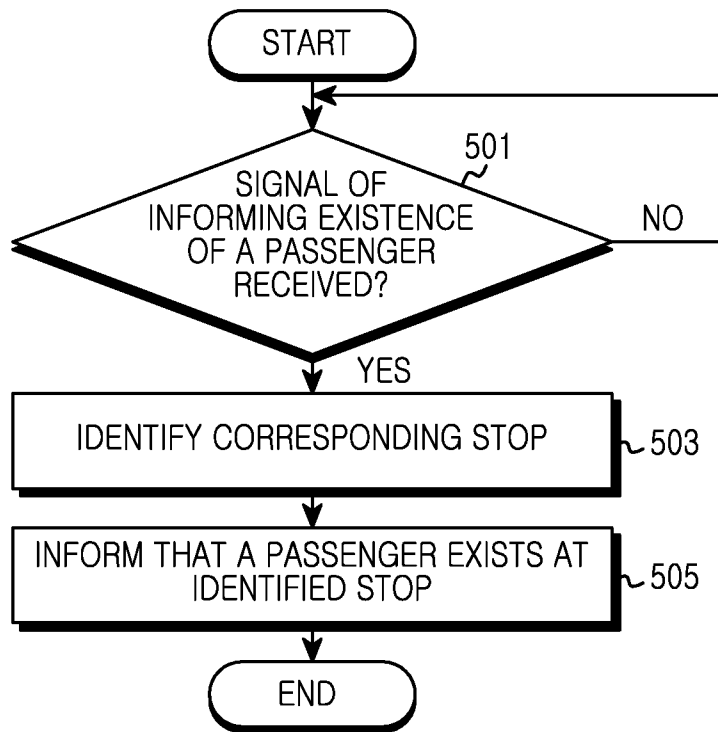 START
501
SIGNAL OF
INFORMING EXISTENCE
OF A PASSENGER
RECEIVED?
NO
YES
IDENTIFY CORRESPONDING STOP
503
INFORM THAT A PASSENGER EXISTS AT
IDENTIFIED STOP
505
END